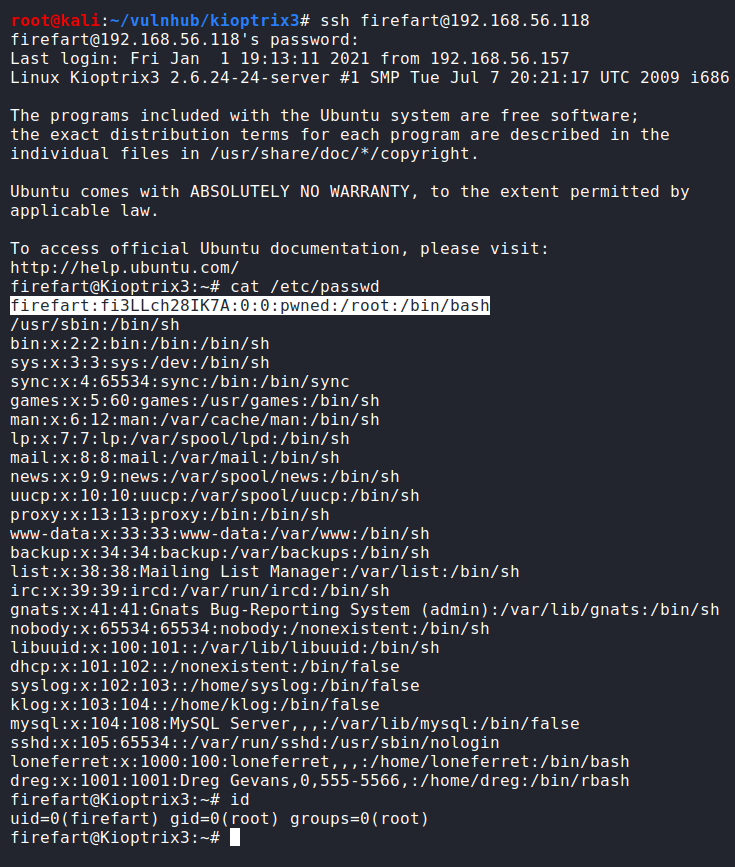 root@kali:~/vulnhub/kioptrix3# ssh firefart@192.168.56.118
firefart@192.168.56.118's password:
Last login: Fri Jan  1 19:13:11 2021 from 192.168.56.157
Linux Kioptrix3 2.6.24-24-server #1 SMP Tue Jul 7 20:21:17 UTC 2009 i686

The programs included with the Ubuntu system are free software;
the exact distribution terms for each program are described in the
individual files in /usr/share/doc/*/copyright.

Ubuntu comes with ABSOLUTELY NO WARRANTY, to the extent permitted by
applicable law.

To access official Ubuntu documentation, please visit:
http://help.ubuntu.com/
firefart@Kioptrix3:~# cat /etc/passwd
firefart:fi3LLch28IK7A:0:0:pwned:/root:/bin/bash
/usr/sbin:/bin/sh
bin:x:2:2:bin:/bin:/bin/sh
sys:x:3:3:sys:/dev:/bin/sh
sync:x:4:65534:sync:/bin:/bin/sync
games:x:5:60:games:/usr/games:/bin/sh
man:x:6:12:man:/var/cache/man:/bin/sh
lp:x:7:7:lp:/var/spool/lpd:/bin/sh
mail:x:8:8:mail:/var/mail:/bin/sh
news:x:9:9:news:/var/spool/news:/bin/sh
uucp:x:10:10:uucp:/var/spool/uucp:/bin/sh
proxy:x:13:13:proxy:/bin:/bin/sh
www-data:x:33:33:www-data:/var/www:/bin/sh
backup:x:34:34:backup:/var/backups:/bin/sh
list:x:38:38:Mailing List Manager:/var/list:/bin/sh
irc:x:39:39:ircd:/var/run/ircd:/bin/sh
gnats:x:41:41:Gnats Bug-Reporting System (admin):/var/lib/gnats:/bin/sh
nobody:x:65534:65534:nobody:/nonexistent:/bin/sh
libuuid:x:100:101::/var/lib/libuuid:/bin/sh
dhcp:x:101:102::/nonexistent:/bin/false
syslog:x:102:103::/home/syslog:/bin/false
klog:x:103:104::/home/klog:/bin/false
mysql:x:104:108:MySQL Server,,,:/var/lib/mysql:/bin/false
sshd:x:105:65534::/var/run/sshd:/usr/sbin/nologin
loneferret:x:1000:100:loneferret,,,:/home/loneferret:/bin/bash
dreg:x:1001:1001:Dreg Gevans,0,555-5566,:/home/dreg:/bin/rbash
firefart@Kioptrix3:~# id
uid=0(firefart) gid=0(root) groups=0(root)
firefart@Kioptrix3:~#